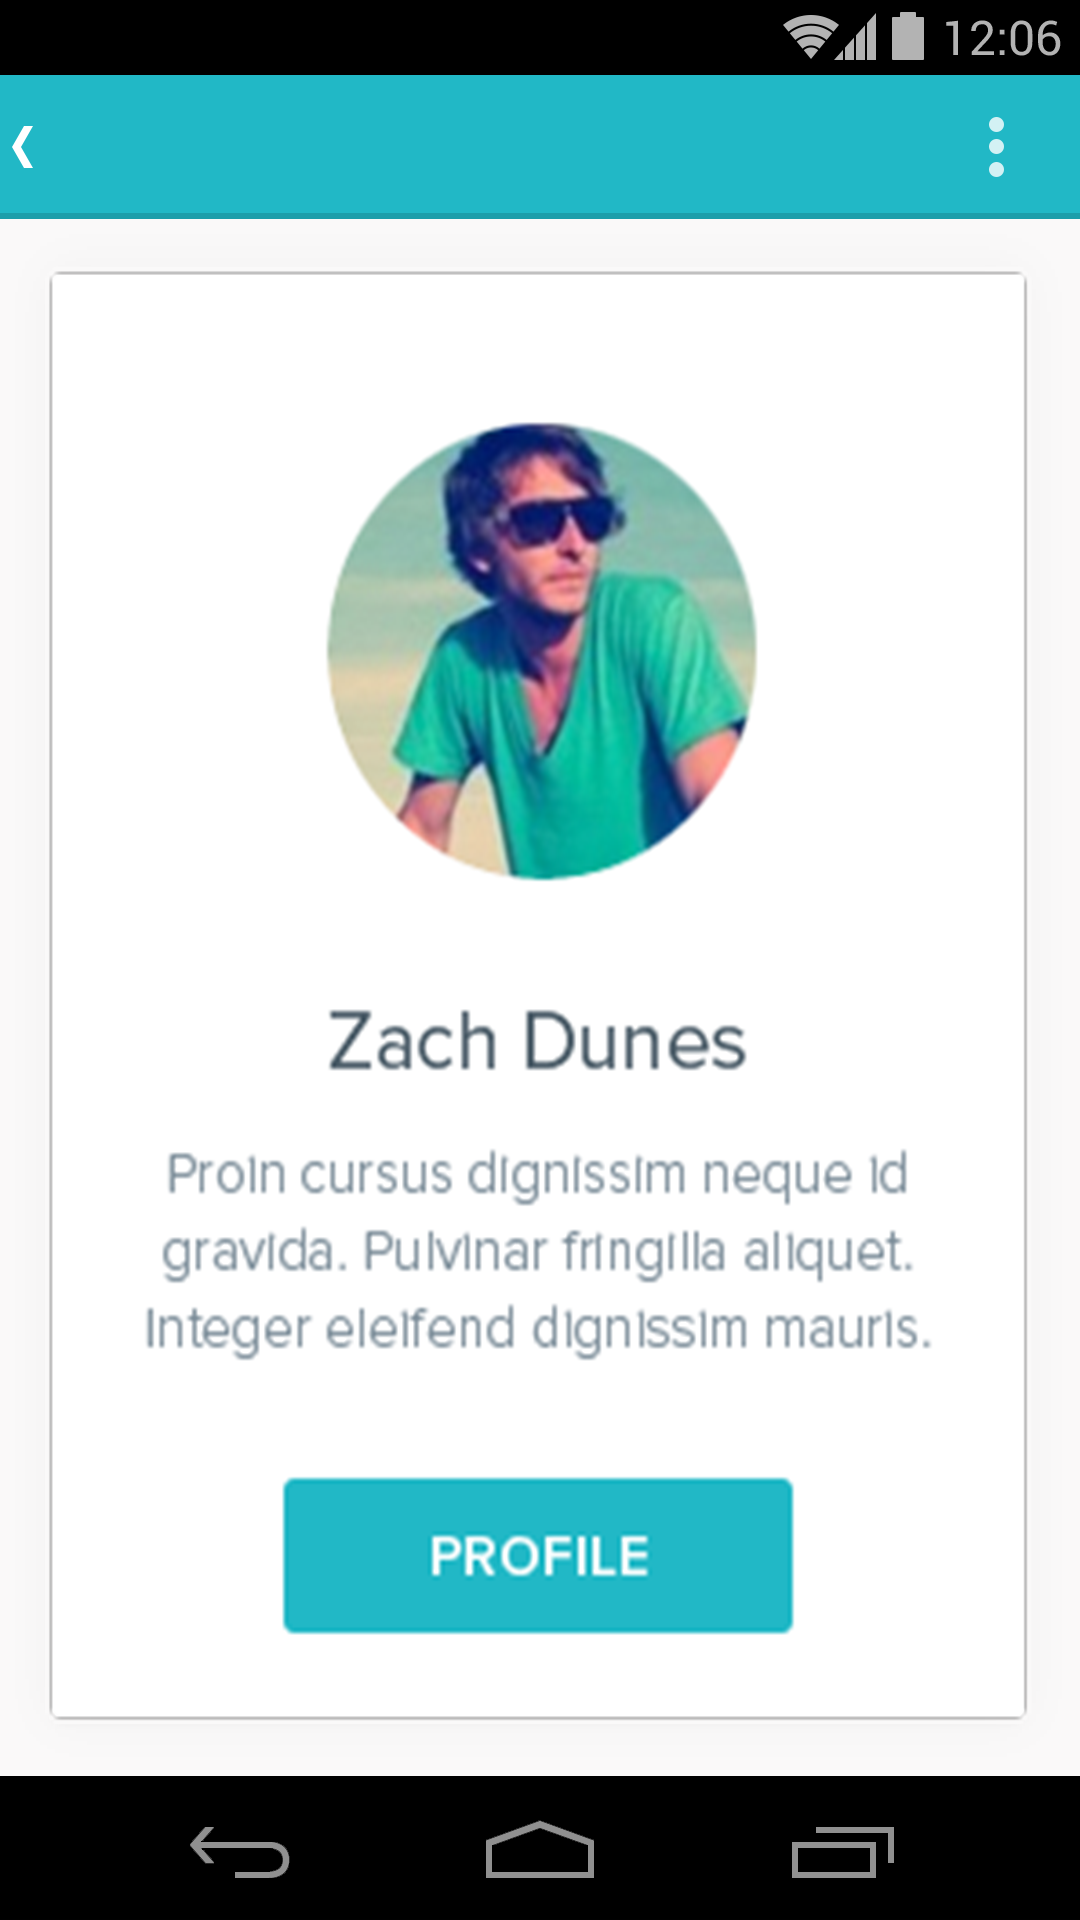 12:06
Zach Dunes
Proin cursus dignissim neque id
gravida. Pulvinar fringilla aliquet.
Integer eleifend dignissim mauris.
PROFILE